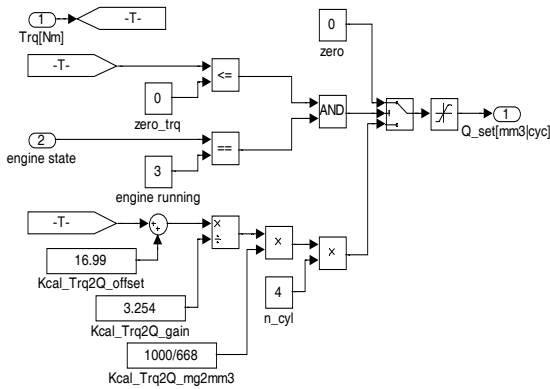 1
-T-
0
Trq[Nm]
zero
-T-
<=
0
AND
1
zero_trq
Q_set[mm3|cyc]
2
==
engine state
3
engine running
-T-
+
+
×
÷
×
×
16.99
Kcal_Trq2Q_offset
4
3.254
n_cyl
Kcal_Trq2Q_gain
1000/668
Kcal_Trq2Q_mg2mm3